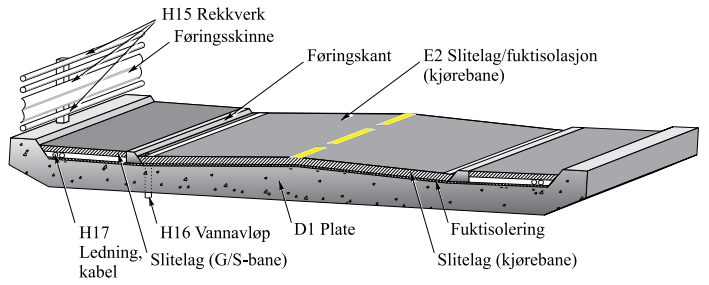 H15 Rekkverk
Føringsskinne
Føringskant
E2 Slitelag/fuktisolasjon
(kjørebane)
H17
Ledning,
kabel
H16 Vannavløp
Slitelag (G/S-bane)
D1 Plate
Fuktisolering
Slitelag (kjørebane)